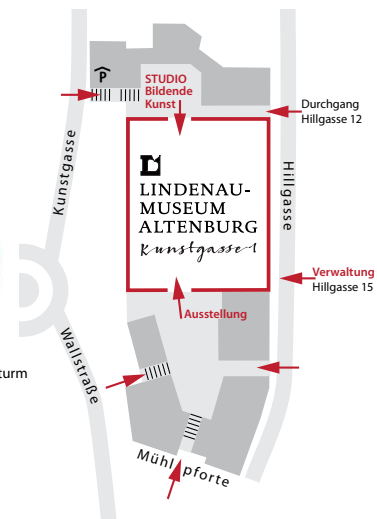 P
STUDIO
Bildende
Kunst
Durchgang
Hillgasse 12
Kunstgasse
Hillgasse
LINDENAU-
MUSEUM
ALTENBURG
Kunstgasse 1
Verwaltung
Hillgasse 15
Ausstellung
Wallstraße
turm
Mühlpforte